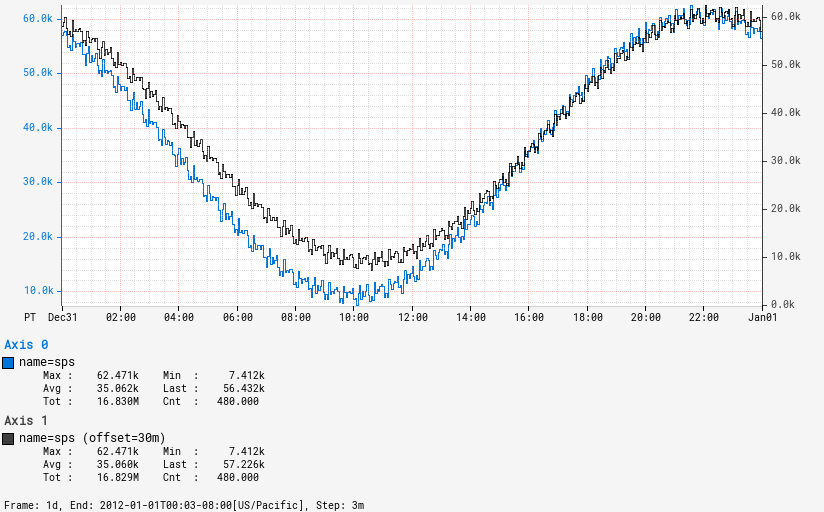 60.0k
50.0k
40.0k
30.0k
20.0k
10.0k
60.0k
50.0k
40.0k
30.0k
20.0k
10.0k
0.0k
PT Dec31 02:00 04:00 06:00 08:00 10:00 12:00 14:00 16:00 18:00 20:00 22:00 Jan01
Axis 0
name=sps
Max : 62.471k Min : 7.412k
Avg : 35.062k Last : 56.432k
Tot : 16.830M Cnt : 480.000
Axis 1
name=sps (offset=30m)
Max : 62.471k Min : 7.412k
Avg : 35.060k Last : 57.226k
Tot : 16.829M Cnt : 480.000
Frame: 1d, End: 2012-01-01T00:03-08:00[US/Pacific], Step: 3m